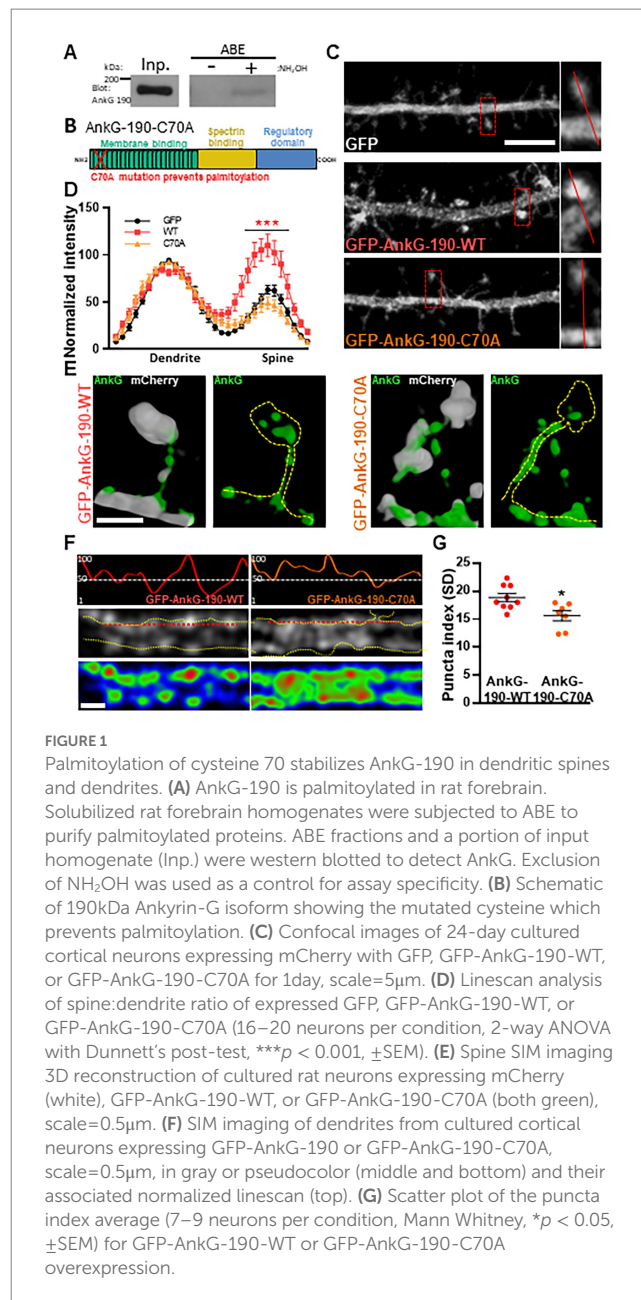 A
kDa:
Inp.
ABE
- + :NH₂OH
200
Blot:
AnkG-190
B
AnkG-190-C70A
Spectrin binding
Regulatory domain
Membrane binding
NH2
COOH
C70A mutation prevents palmitoylation
C
GFP
GFP-AnkG-190-WT
GFP-AnkG-190-C70A
D
Normalized intensity
150
100
50
0
GFP
WT
C70A
***
Dendrite
Spine
E
GFP-AnkG-190-WT
AnkG mCherry
AnkG
GFP-AnkG-190-C70A
AnkG mCherry
AnkG
F
100
50
1
GFP-AnkG-190-WT
100
50
1
GFP-AnkG-190-C70A
G
Puncta index (SD)
25
20
15
10
5
0
*
AnkG-
190-WT
AnkG-
190-C70A
FIGURE 1
Palmitoylation of cysteine 70 stabilizes AnkG-190 in dendritic spines
and dendrites. (A) AnkG-190 is palmitoylated in rat forebrain.
Solubilized rat forebrain homogenates were subjected to ABE to
purify palmitoylated proteins. ABE fractions and a portion of input
homogenate (Inp.) were western blotted to detect AnkG. Exclusion
of NH₂OH was used as a control for assay specificity. (B) Schematic
of 190kDa Ankyrin-G isoform showing the mutated cysteine which
prevents palmitoylation. (C) Confocal images of 24-day cultured
cortical neurons expressing mCherry with GFP, GFP-AnkG-190-WT,
or GFP-AnkG-190-C70A for 1day, scale=5μm. (D) Linescan analysis
of spine:dendrite ratio of expressed GFP, GFP-AnkG-190-WT, or
GFP-AnkG-190-C70A (16–20 neurons per condition, 2-way ANOVA
with Dunnett's post-test, ***p < 0.001, ±SEM). (E) Spine SIM imaging
3D reconstruction of cultured rat neurons expressing mCherry
(white), GFP-AnkG-190-WT, or GFP-AnkG-190-C70A (both green),
scale=0.5μm. (F) SIM imaging of dendrites from cultured cortical
neurons expressing GFP-AnkG-190 or GFP-AnkG-190-C70A,
scale=0.5μm, in gray or pseudocolor (middle and bottom) and their
associated normalized linescan (top). (G) Scatter plot of the puncta
index average (7–9 neurons per condition, Mann Whitney, *p < 0.05,
±SEM) for GFP-AnkG-190-WT or GFP-AnkG-190-C70A
overexpression.